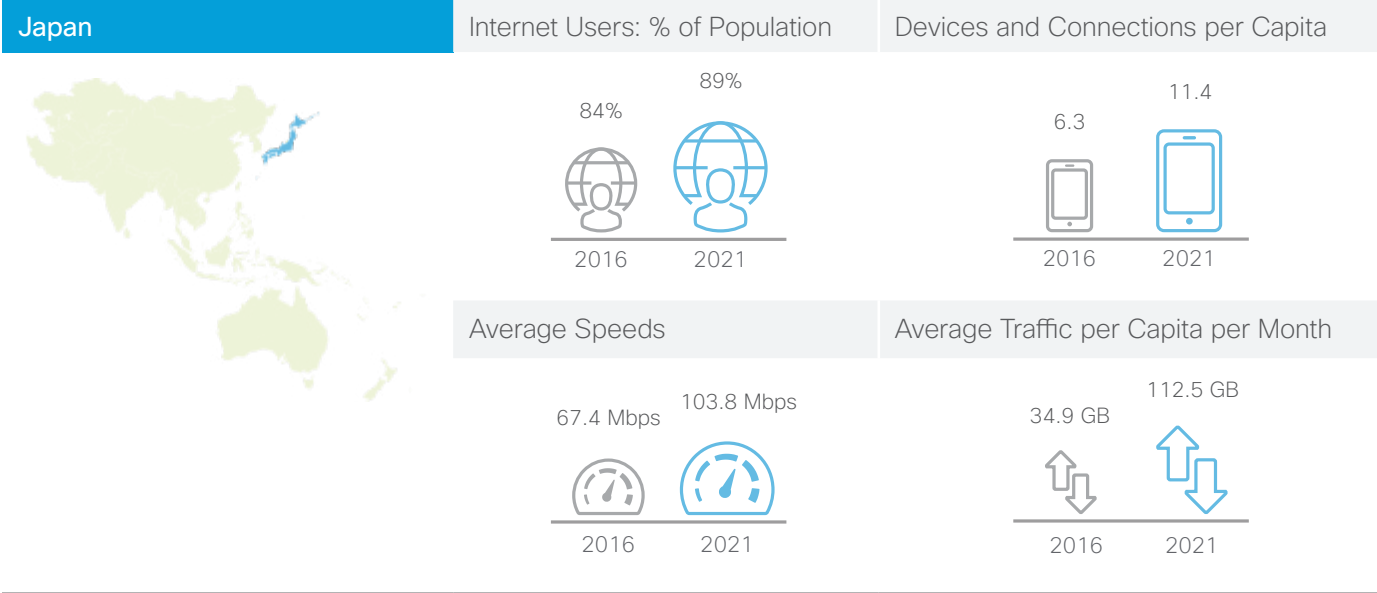 Japan
Internet Users: % of Population
Devices and Connections per Capita
84%
89%
2016
2021
6.3
11.4
2016
2021
Average Speeds
Average Traffic per Capita per Month
67.4 Mbps
103.8 Mbps
2016
2021
34.9 GB
112.5 GB
2016
2021